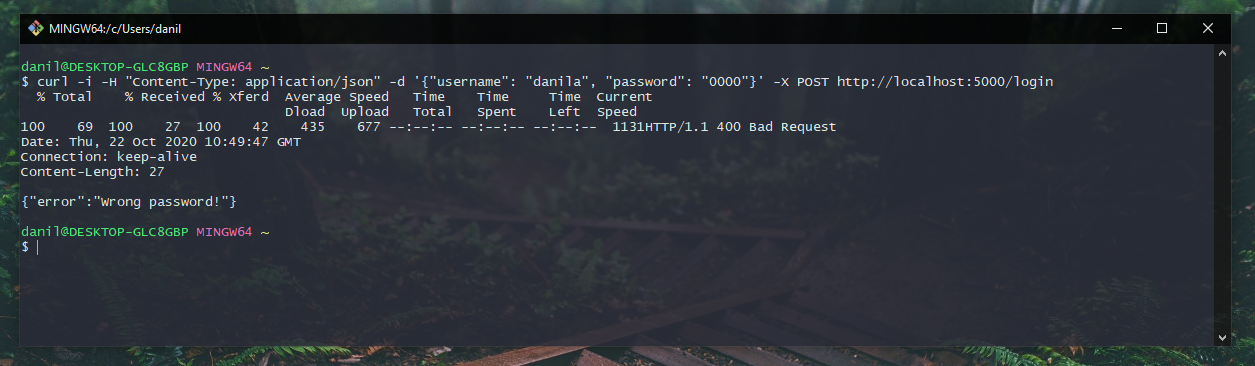 MINGW64:/c/Users/danil
danil@DESKTOP-GLC8GBP MINGW64 ~
$ curl -i -H "Content-Type: application/json" -d '{"username": "danila", "password": "0000"}' -X POST http://localhost:5000/login
  % Total    % Received % Xferd  Average Speed   Time    Time     Time  Current
                                 Dload  Upload   Total   Spent    Left  Speed
100    69  100    27  100    42    435    677 --:--:-- --:--:-- --:--:--  1131HTTP/1.1 400 Bad Request
Date: Thu, 22 Oct 2020 10:49:47 GMT
Connection: keep-alive
Content-Length: 27
{"error":"Wrong password!"}
danil@DESKTOP-GLC8GBP MINGW64 ~
$